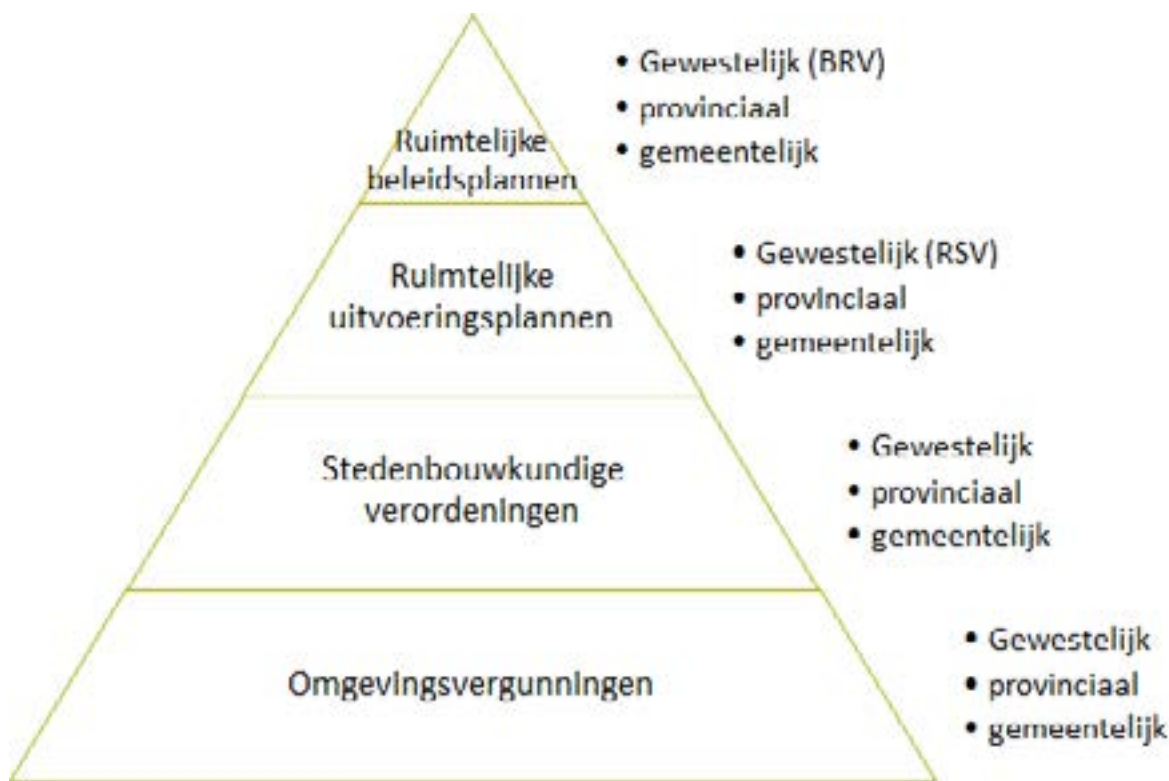 Ruimtelijke
beleidsplannen
• Gewestelijk (BRV)
• provinciaal
• gemeentelijk
Ruimtelijke
uitvoeringsplannen
• Gewestelijk (RSV)
• provinciaal
• gemeentelijk
Stedenbouwkundige
verordeningen
• Gewestelijk
• provinciaal
• gemeentelijk
Omgevingsvergunningen
• Gewestelijk
• provinciaal
• gemeentelijk